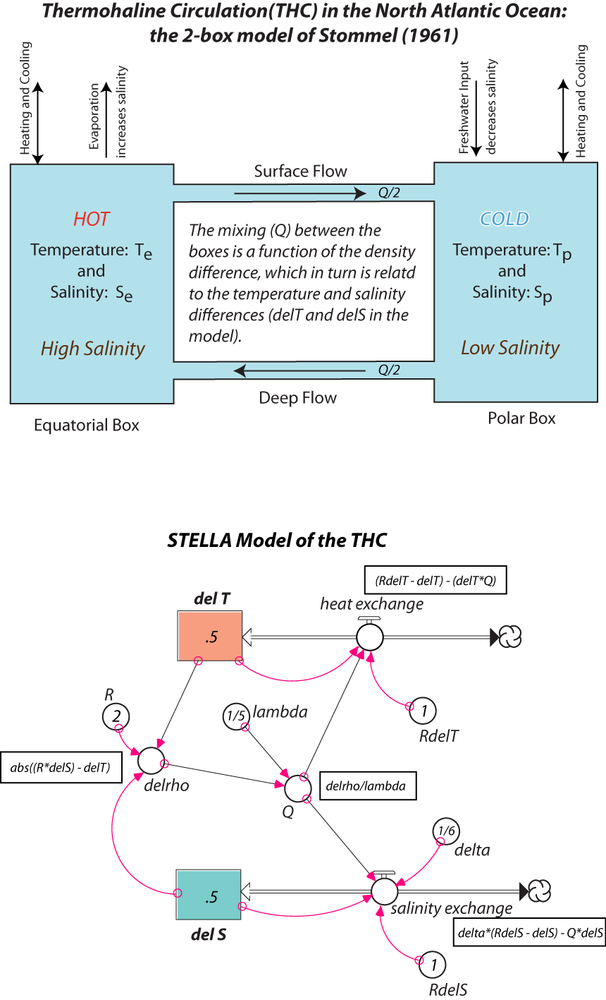 Thermohaline Circulation(THC) in the North Atlantic Ocean:
the 2-box model of Stommel (1961)
Heating and Cooling
Evaporation
increases salinity
Freshwater Input
decreases salinity
Heating and Cooling
Surface Flow
Q/2
HOT
Temperature: Te
and
Salinity: Se
High Salinity
The mixing (Q) between the
boxes is a function of the density
difference, which in turn is relatd
to the temperature and salinity
differences (delT and delS in the
model).
COLD
Temperature: Tp
and
Salinity: Sp
Low Salinity
Q/2
Deep Flow
Equatorial Box
Polar Box
STELLA Model of the THC
(RdelT - delT) - (delT*Q)
del T
heat exchange
.5
R
2
1/5
lambda
1
RdelT
abs((R*delS) - delT)
delrho
delrho/lambda
Q
1/6
delta
.5
salinity exchange
del S
delta*(RdelS - delS) - Q*delS
1
RdelS